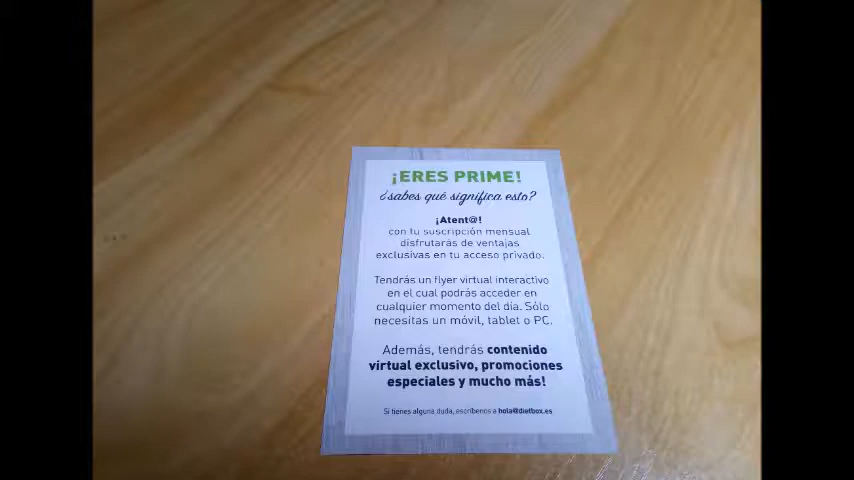 ¡ERES PRIME!
¿sabes qué significa esto?
¡Atent@!
con tu suscripción mensual
disfrutarás de ventajas
exclusivas en tu acceso privado.
Tendrás un flyer virtual interactivo
en el cual podrás acceder en
cualquier momento del día. Sólo
necesitas un móvil, tablet o PC.
Además, tendrás contenido
virtual exclusivo, promociones
especiales y mucho más!
Si tienes alguna duda, escríbenos a hola@dietbox.es